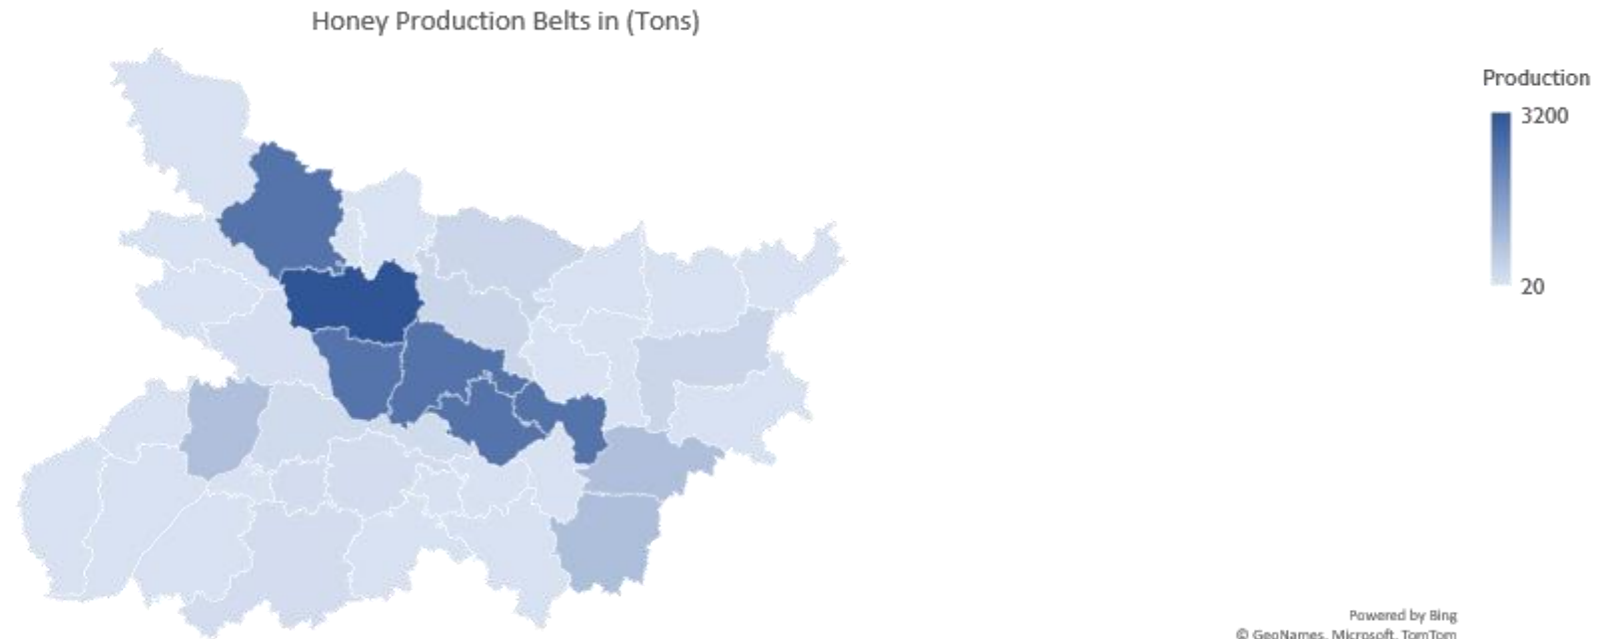 Honey Production Belts in (Tons)
Production
3200
20
Powered by Bing
© GeoNames, Microsoft, TomTom